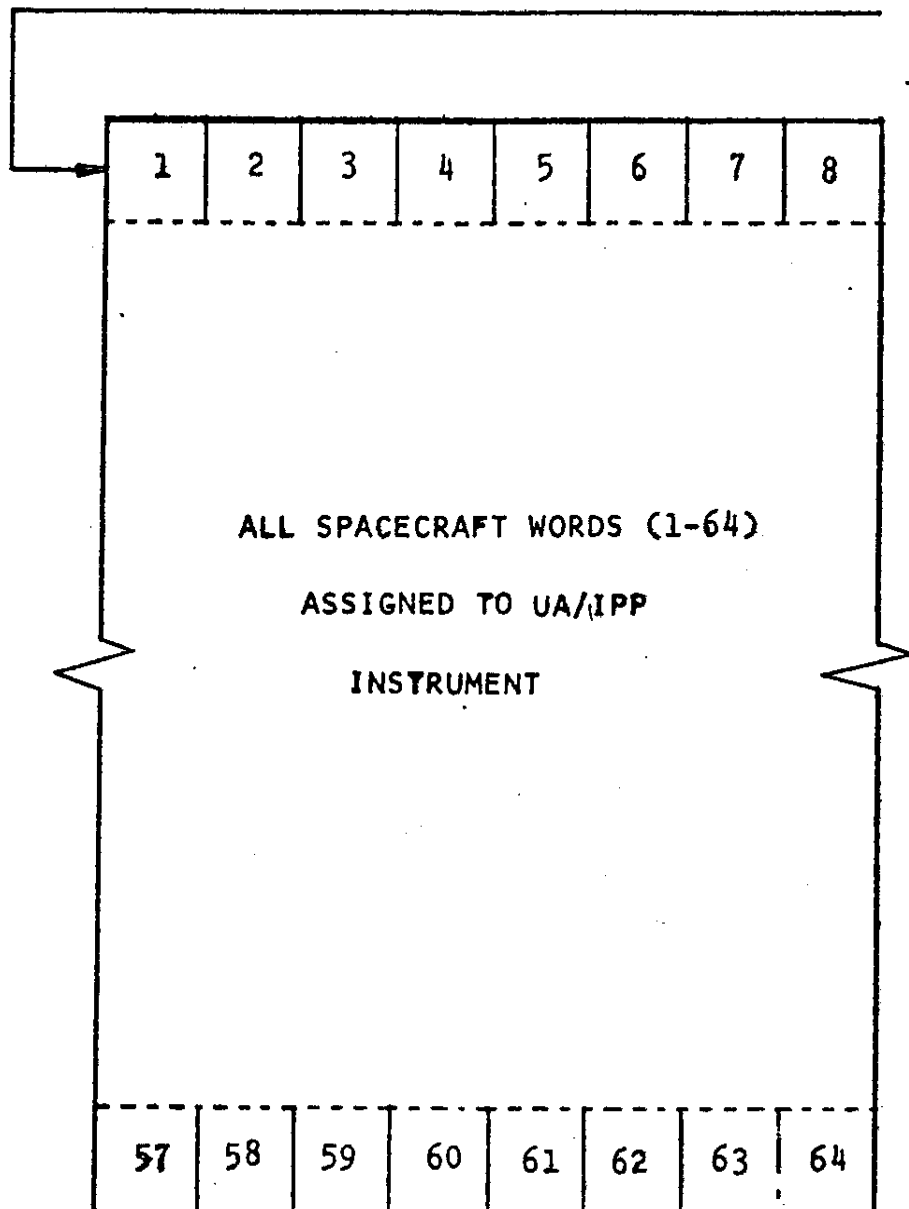 1 2 3 4 5 6 7 8
ALL SPACECRAFT WORDS (1-64)
ASSIGNED TO UA/IPP
INSTRUMENT
57 58 59 60 61 62 63 64